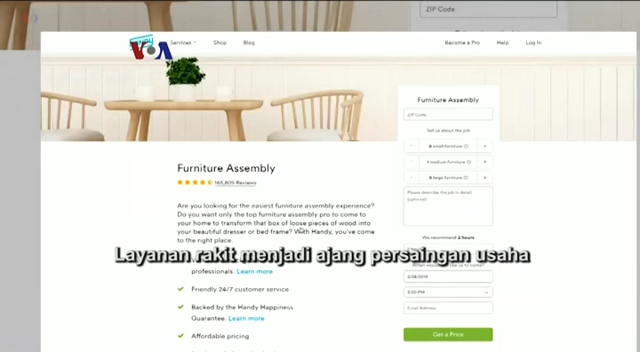 ZIP Code
VOA
Services
Shop
Blog
Become a Pro
Help
Log In
Furniture Assembly
165,809 Reviews
Are you looking for the easiest furniture assembly experience?
Do you want only the top furniture assembly pro to come to
your home to transform that box of loose pieces of wood into
your beautiful dresser or bed frame? With Handy, you've come
to the right place.
professionals. Learn more
Friendly 24/7 customer service
Backed by the Handy Happiness
Guarantee. Learn more
Affordable pricing
Furniture Assembly
ZIP Code
Tell us about the job
0 small furniture
1 medium furniture
0 large furniture
Please describe the job in detail
(optional)
We recommend 2 hours
2/28/2019
3:00 PM
Email Address
Get a Price
Layanan rakit menjadi ajang persaingan usaha